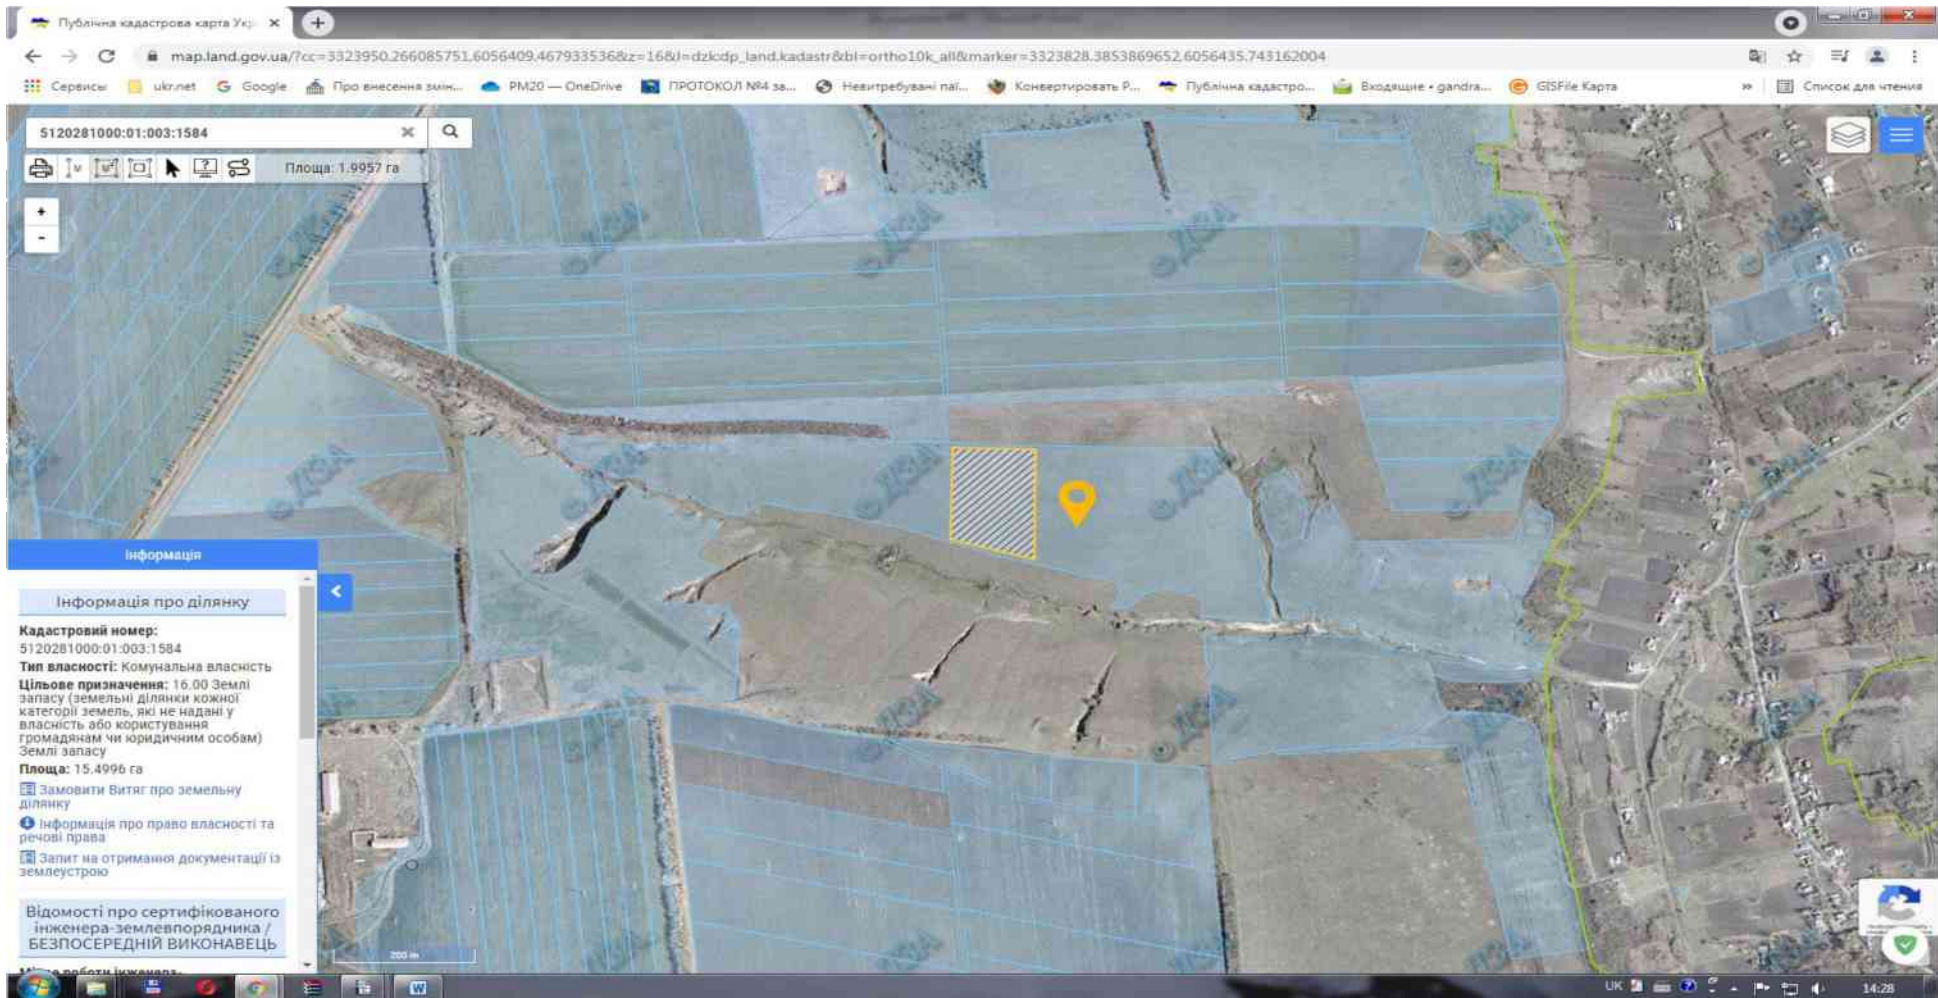 Публічна кадастрова карта Укр
map.land.gov.ua/?cc=3323950.266085751,6056409.467933536&z=16&l=dzk:dp_land.kadastr&bl=ortho10k_all&marker=3323828.3853869652,6056435.743162004
Сервисы ukr.net Google Про внесення змін... PM20 — OneDrive ПРОТОКОЛ №4 за... Невитребувані паї... Конвертировать P... Публічна кадастро... Входящие • gandra... GISFile Карта » Список для чтения
5120281000:01:003:1584
Площа: 1.9957 га
+
-
© ДЗА
Інформація
Інформація про ділянку
Кадастровий номер:
5120281000:01:003:1584
Тип власності: Комунальна власність
Цільове призначення: 16.00 Землі
запасу (земельні ділянки кожної
категорії земель, які не надані у
власність або користування
громадянам чи юридичним особам)
Землі запасу
Площа: 15.4996 га
Замовити Витяг про земельну
ділянку
Інформація про право власності та
речові права
Запит на отримання документації із
землеустрою
Відомості про сертифікованого
інженера-землевпорядника /
БЕЗПОСЕРЕДНІЙ ВИКОНАВЕЦЬ
200 m
UK
14:28